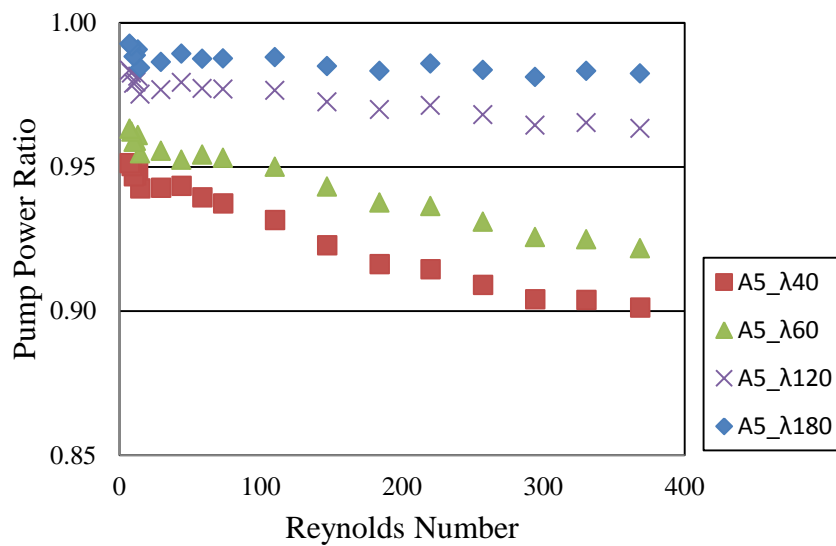 1.00
0.95
0.90
0.85
Pump Power Ratio
0
100
200
300
400
Reynolds Number
A5_λ40
A5_λ60
A5_λ120
A5_λ180